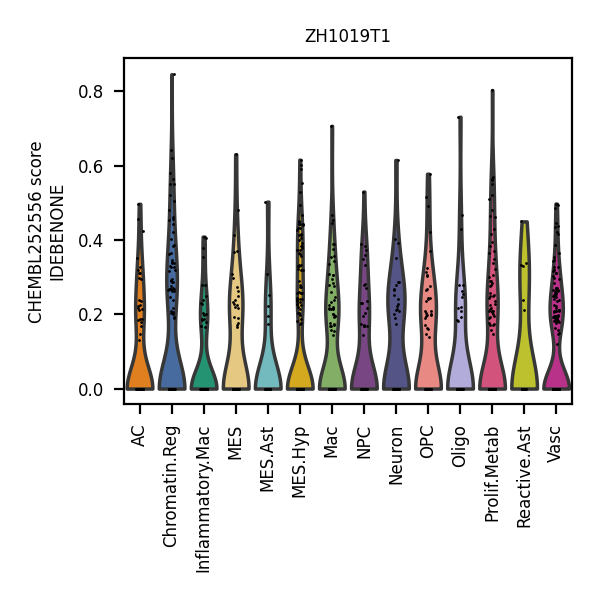 ZH1019T1
CHEMBL252556 score
IDEBENONE
0.8
0.6
0.4
0.2
0.0
AC
Chromatin.Reg
Inflammatory.Mac
MES
MES.Ast
MES.Hyp
Mac
NPC
Neuron
OPC
Oligo
Prolif.Metab
Reactive.Ast
Vasc